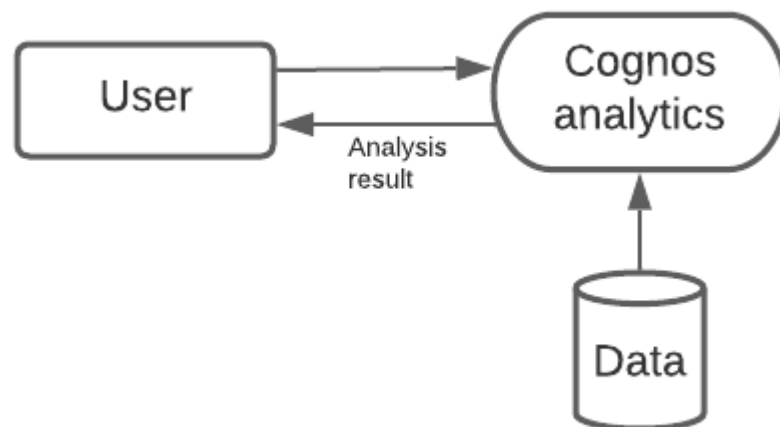 User
Cognos
analytics
Analysis
result
Data